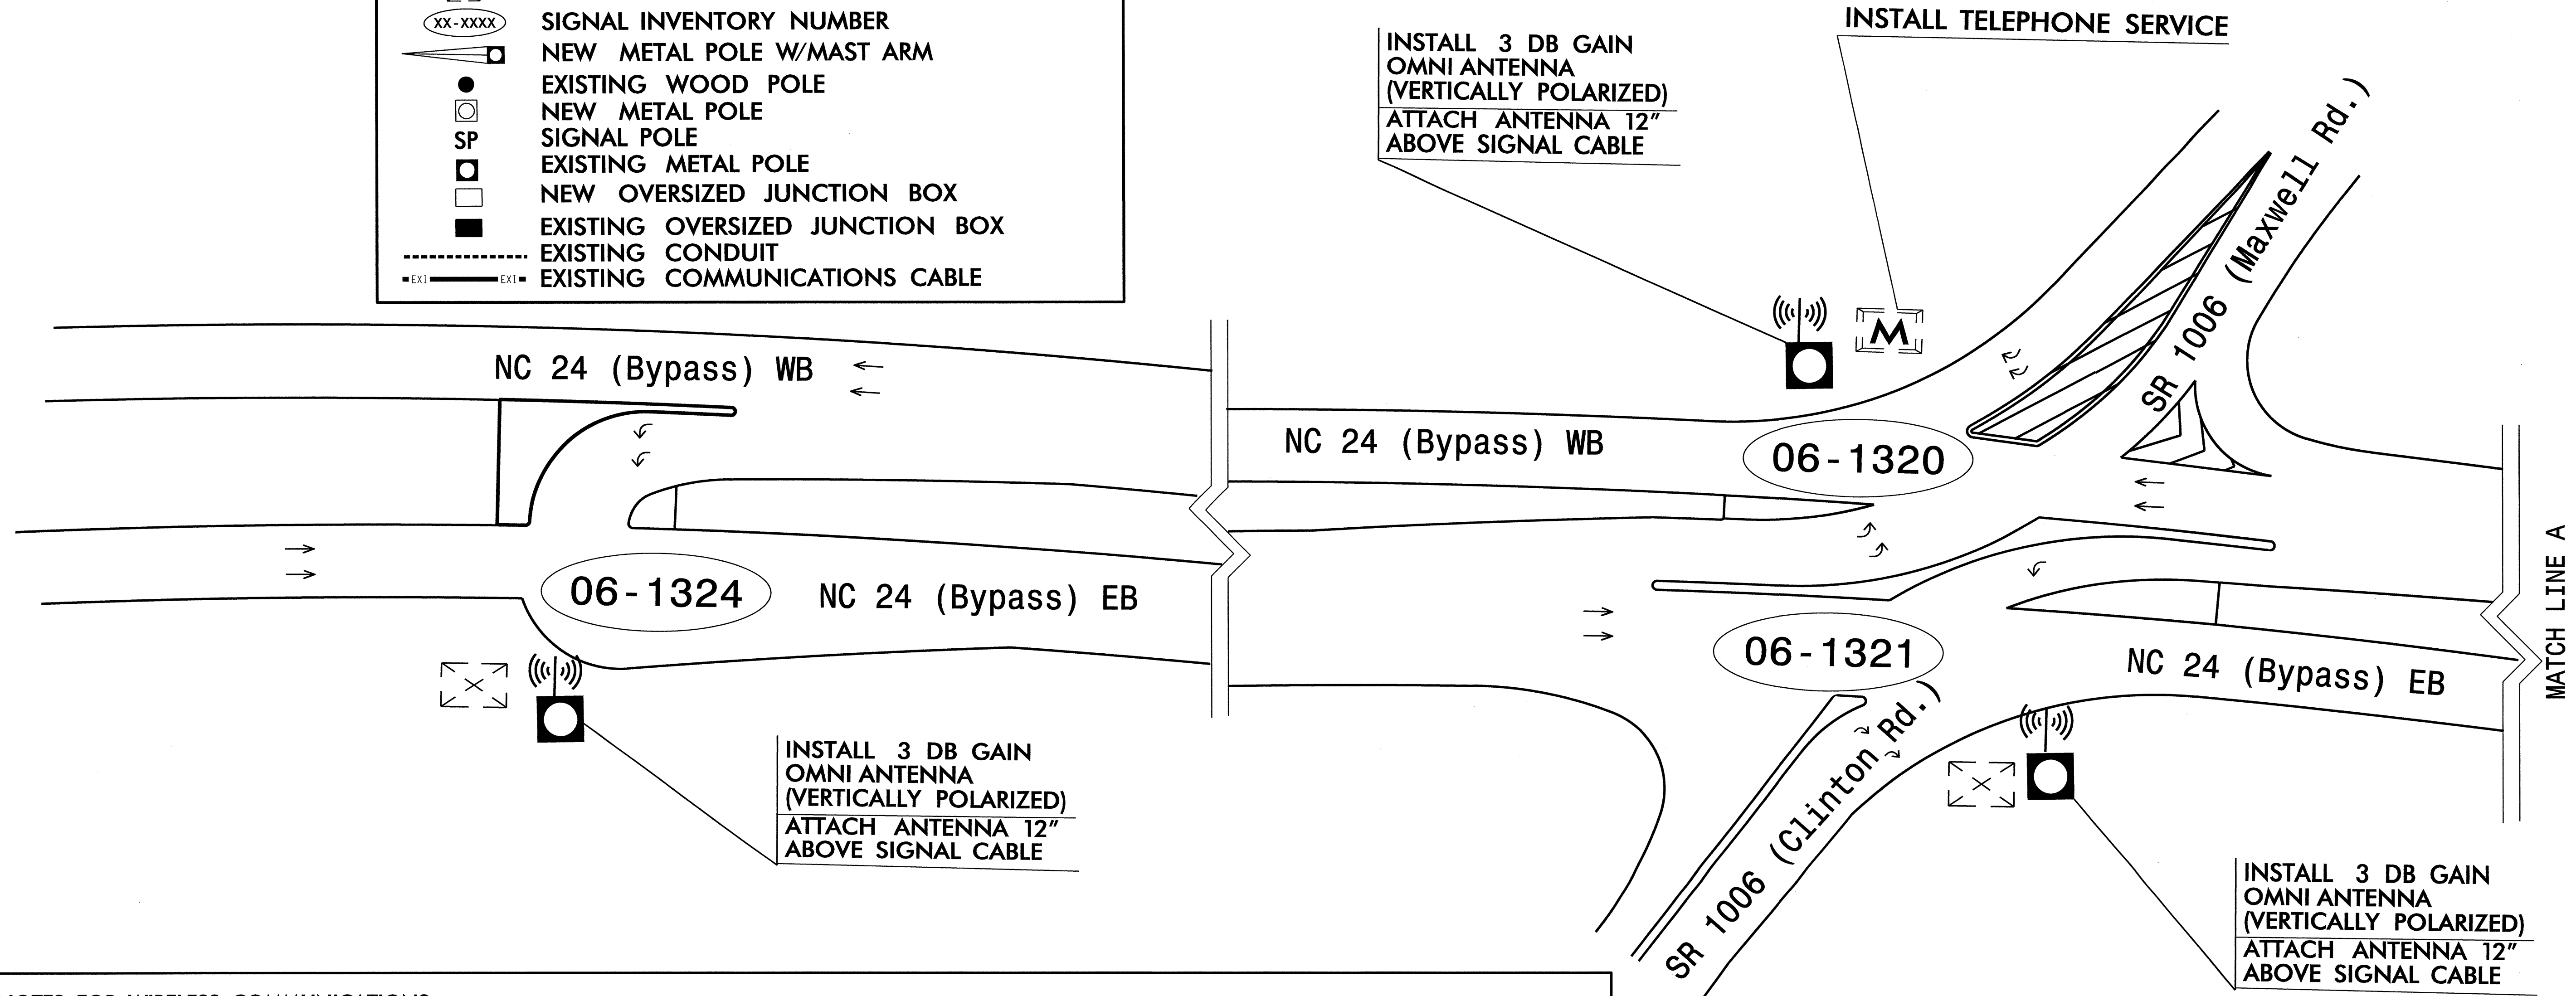 XX-XXXX SIGNAL INVENTORY NUMBER
NEW METAL POLE W/MAST ARM
EXISTING WOOD POLE
NEW METAL POLE
SP SIGNAL POLE
EXISTING METAL POLE
NEW OVERSIZED JUNCTION BOX
EXISTING OVERSIZED JUNCTION BOX
EXISTING CONDUIT
EXI EXI EXISTING COMMUNICATIONS CABLE
INSTALL 3 DB GAIN
OMNI ANTENNA
(VERTICALLY POLARIZED)
ATTACH ANTENNA 12"
ABOVE SIGNAL CABLE
INSTALL TELEPHONE SERVICE
M
SR 1006 (Maxwell Rd.)
NC 24 (Bypass) WB
NC 24 (Bypass) WB
06-1320
06-1324
NC 24 (Bypass) EB
06-1321
NC 24 (Bypass) EB
MATCH LINE A
SR 1006 (Clinton Rd.)
INSTALL 3 DB GAIN
OMNI ANTENNA
(VERTICALLY POLARIZED)
ATTACH ANTENNA 12"
ABOVE SIGNAL CABLE
INSTALL 3 DB GAIN
OMNI ANTENNA
(VERTICALLY POLARIZED)
ATTACH ANTENNA 12"
ABOVE SIGNAL CABLE